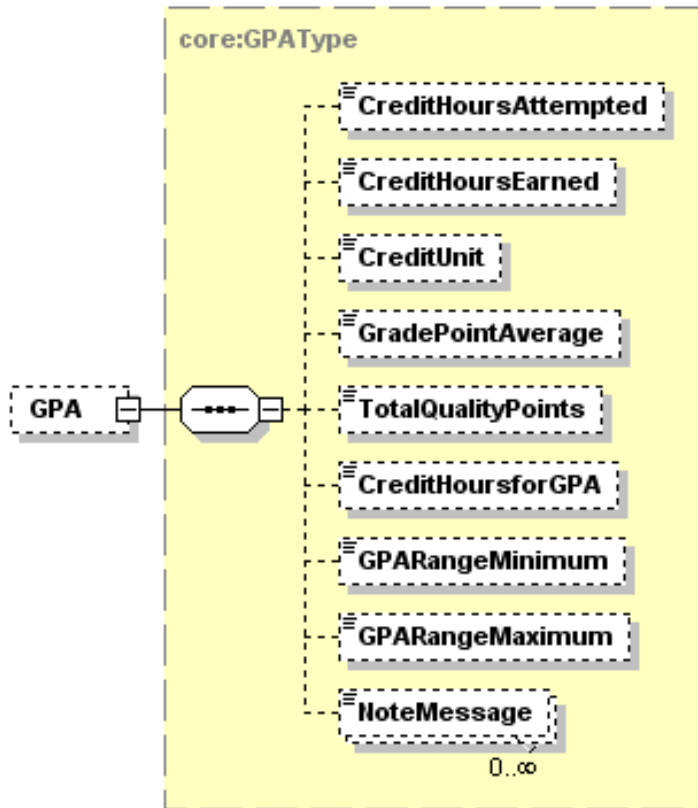 core:GPAType
CreditHoursAttempted
CreditHoursEarned
CreditUnit
GradePointAverage
GPA
TotalQualityPoints
CreditHoursforGPA
GPARangeMinimum
GPARangeMaximum
NoteMessage
0..∞